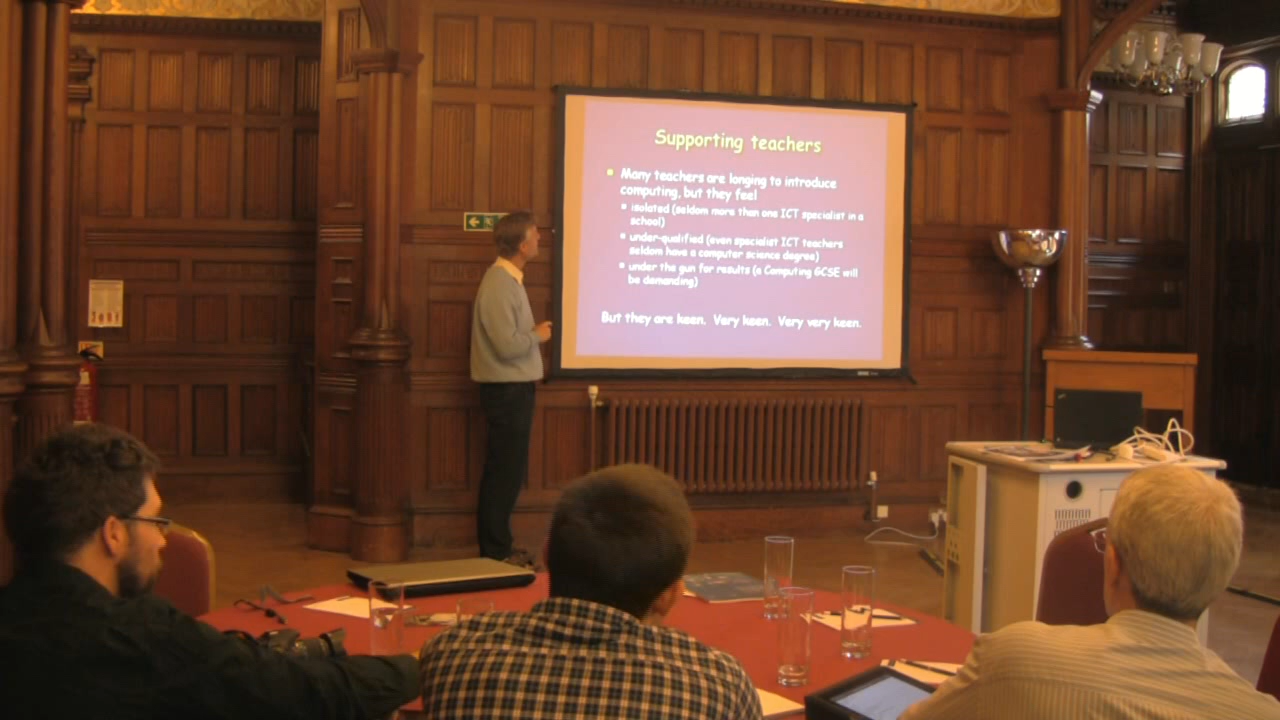 Supporting teachers
Many teachers are longing to introduce
computing, but they feel
isolated (seldom more than one ICT specialist in a
school)
under-qualified (even specialist ICT teachers
seldom have a computer science degree)
under the gun for results (a Computing GCSE will
be demanding)
But they are keen. Very keen. Very very keen.